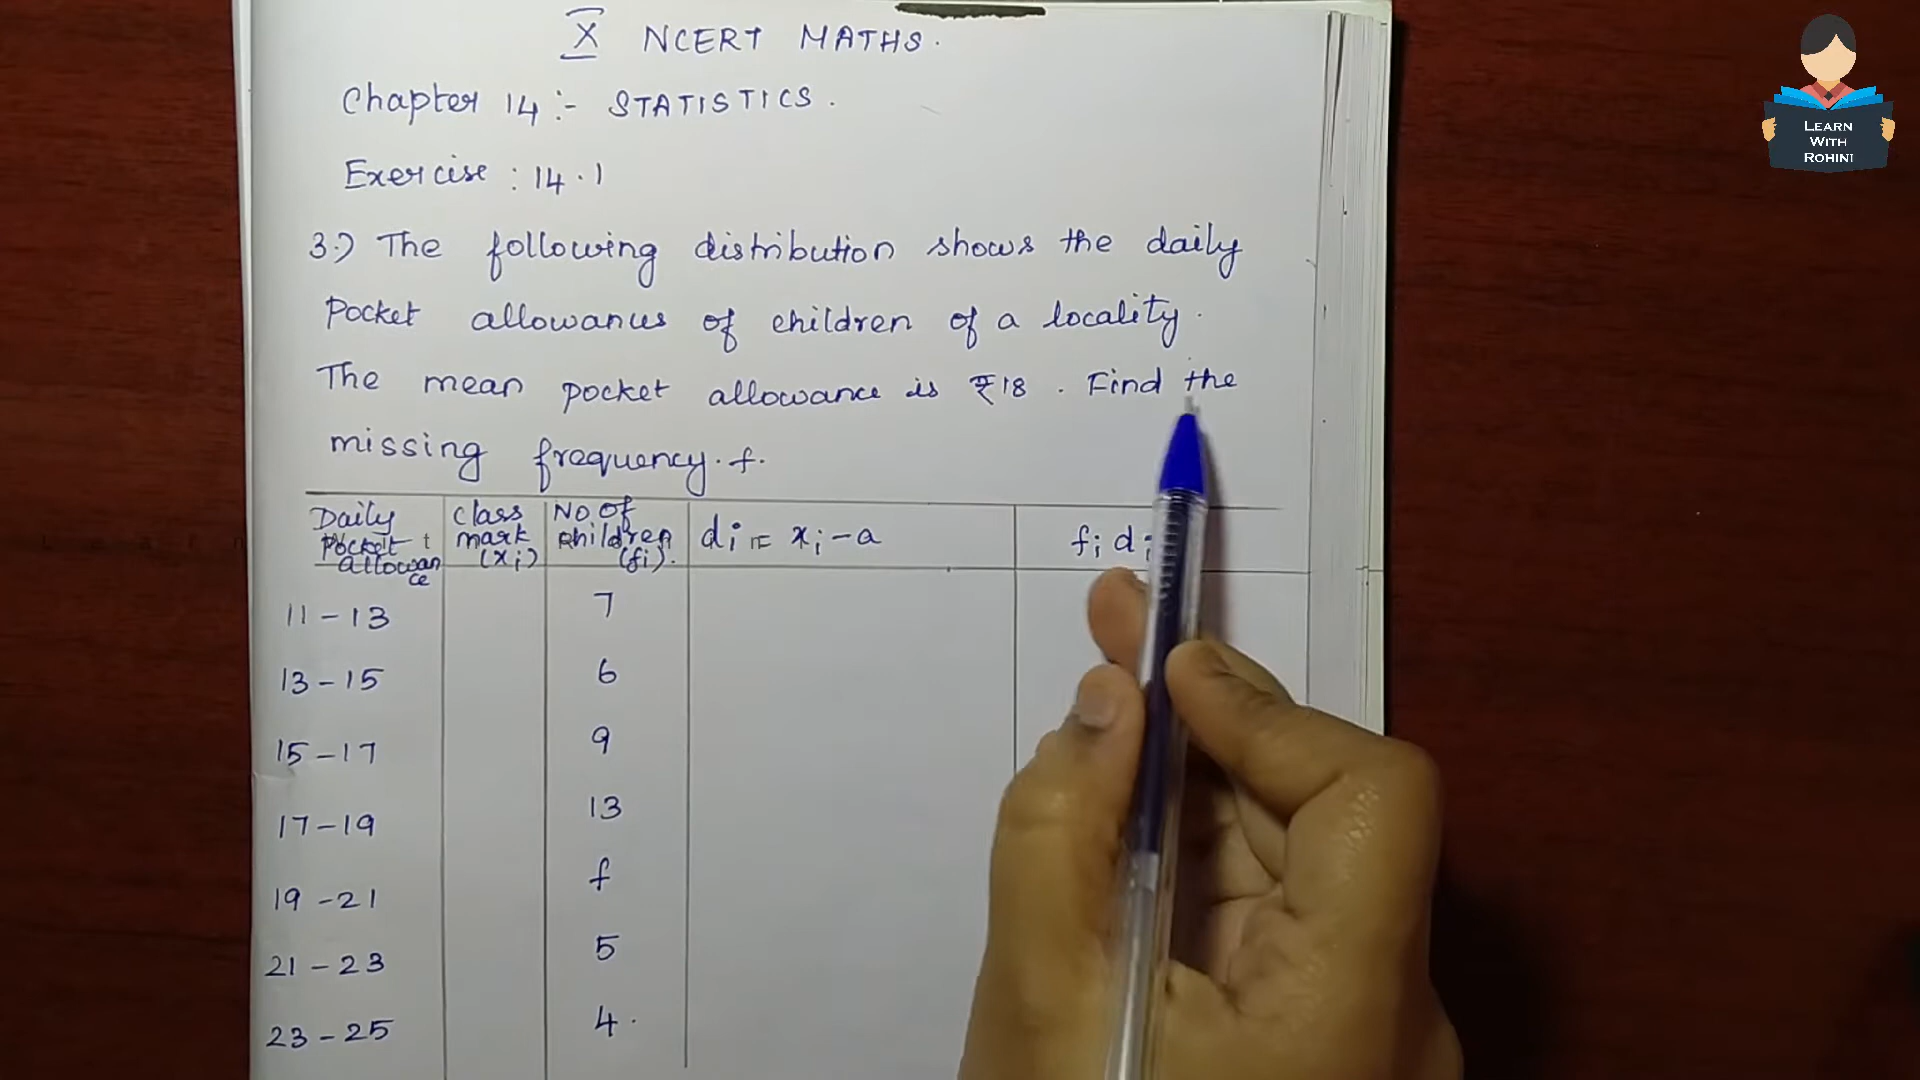 X NCERT MATHS.
Chapter 14 :- STATISTICS.
Exercise : 14.1
3.) The following distribution shows the daily
Pocket allowances of children of a locality.
The mean pocket allowance is ₹18. Find the
missing frequency. f.
Daily Pocket allowance | class mark (xi) | No of children (fi). | di = xi - a | fi di
11 - 13 7
13 - 15 6
15 - 17 9
17 - 19 13
19 - 21 f
21 - 23 5
23 - 25 4.
LEARN
WITH
ROHINI